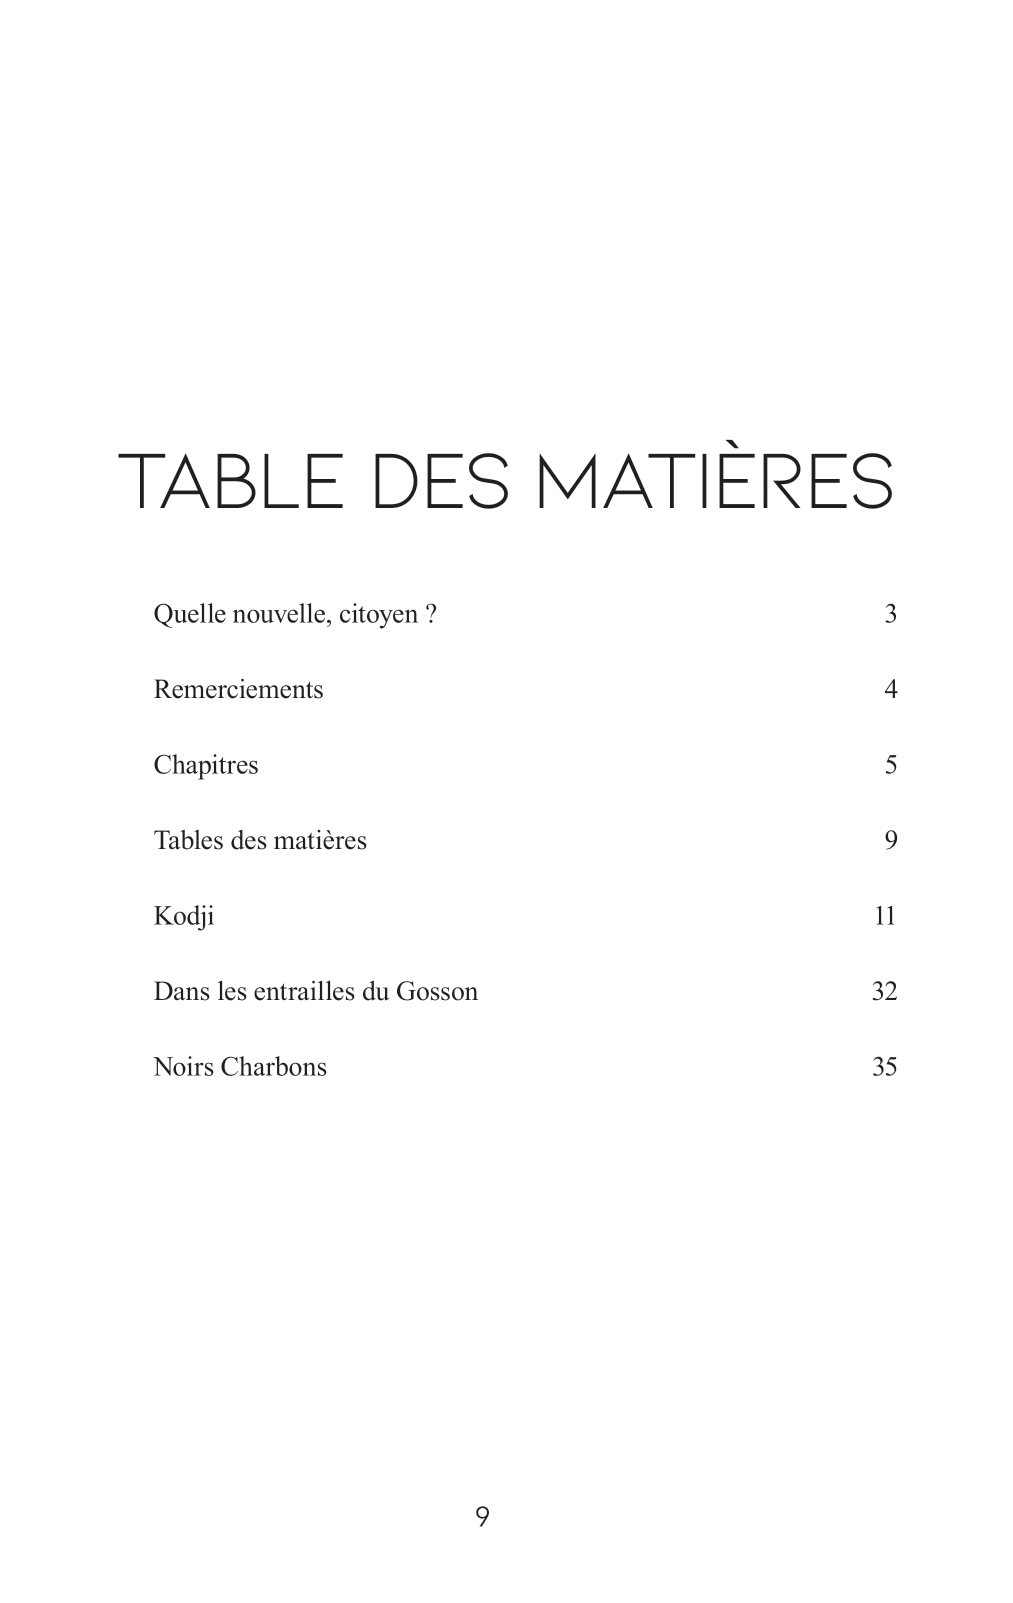 TABLE DES MATIÈRES
Quelle nouvelle, citoyen ? 3
Remerciements 4
Chapitres 5
Tables des matières 9
Kodji 11
Dans les entrailles du Gosson 32
Noirs Charbons 35
9